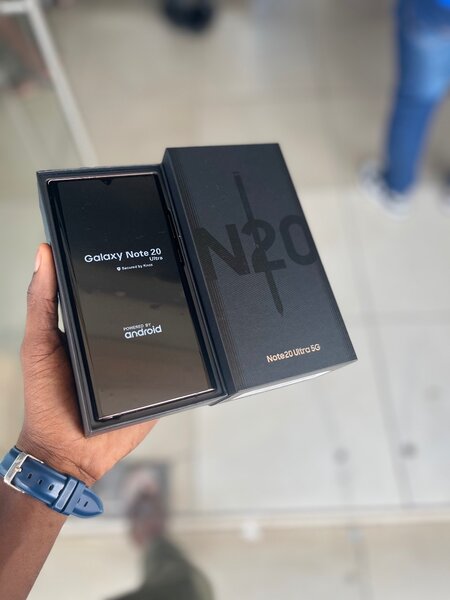 Galaxy Note 20
Ultra
Secured by Knox
POWERED BY
android
N20
Note20 Ultra 5G